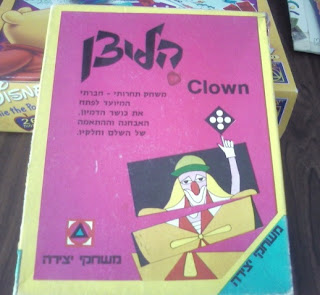 הליצן
Clown
משחק תחרותי - חברתי
המיועד לפתח
את כושר הדמיון,
האבחנה וההתאמה
של השלם וחלקיו.
משחקי יצירה
משחקי יצירה